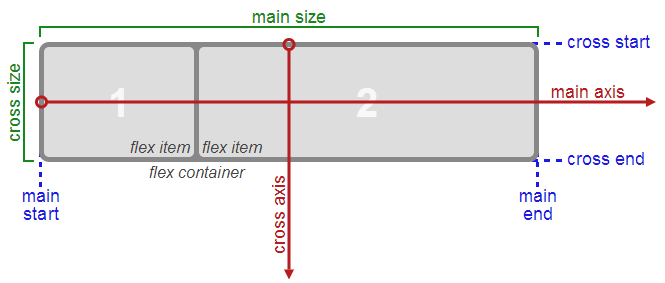 main size
cross start
cross size
1
2
main axis
flex item
flex item
cross end
flex container
cross axis
main
start
main
end